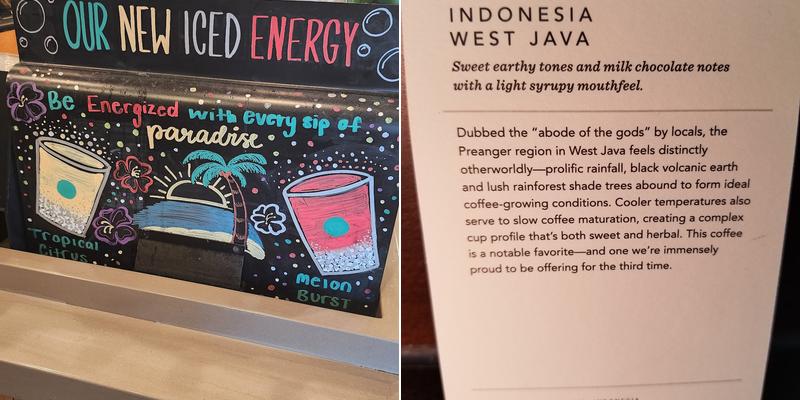 OUR NEW ICED ENERGY
Be Energized with every sip of
paradise
Tropical
Citrus
melon
BURST
INDONESIA
WEST JAVA
Sweet earthy tones and milk chocolate notes
with a light syrupy mouthfeel.
Dubbed the “abode of the gods” by locals, the
Preanger region in West Java feels distinctly
otherworldly—prolific rainfall, black volcanic earth
and lush rainforest shade trees abound to form ideal
coffee-growing conditions. Cooler temperatures also
serve to slow coffee maturation, creating a complex
cup profile that’s both sweet and herbal. This coffee
is a notable favorite—and one we’re immensely
proud to be offering for the third time.